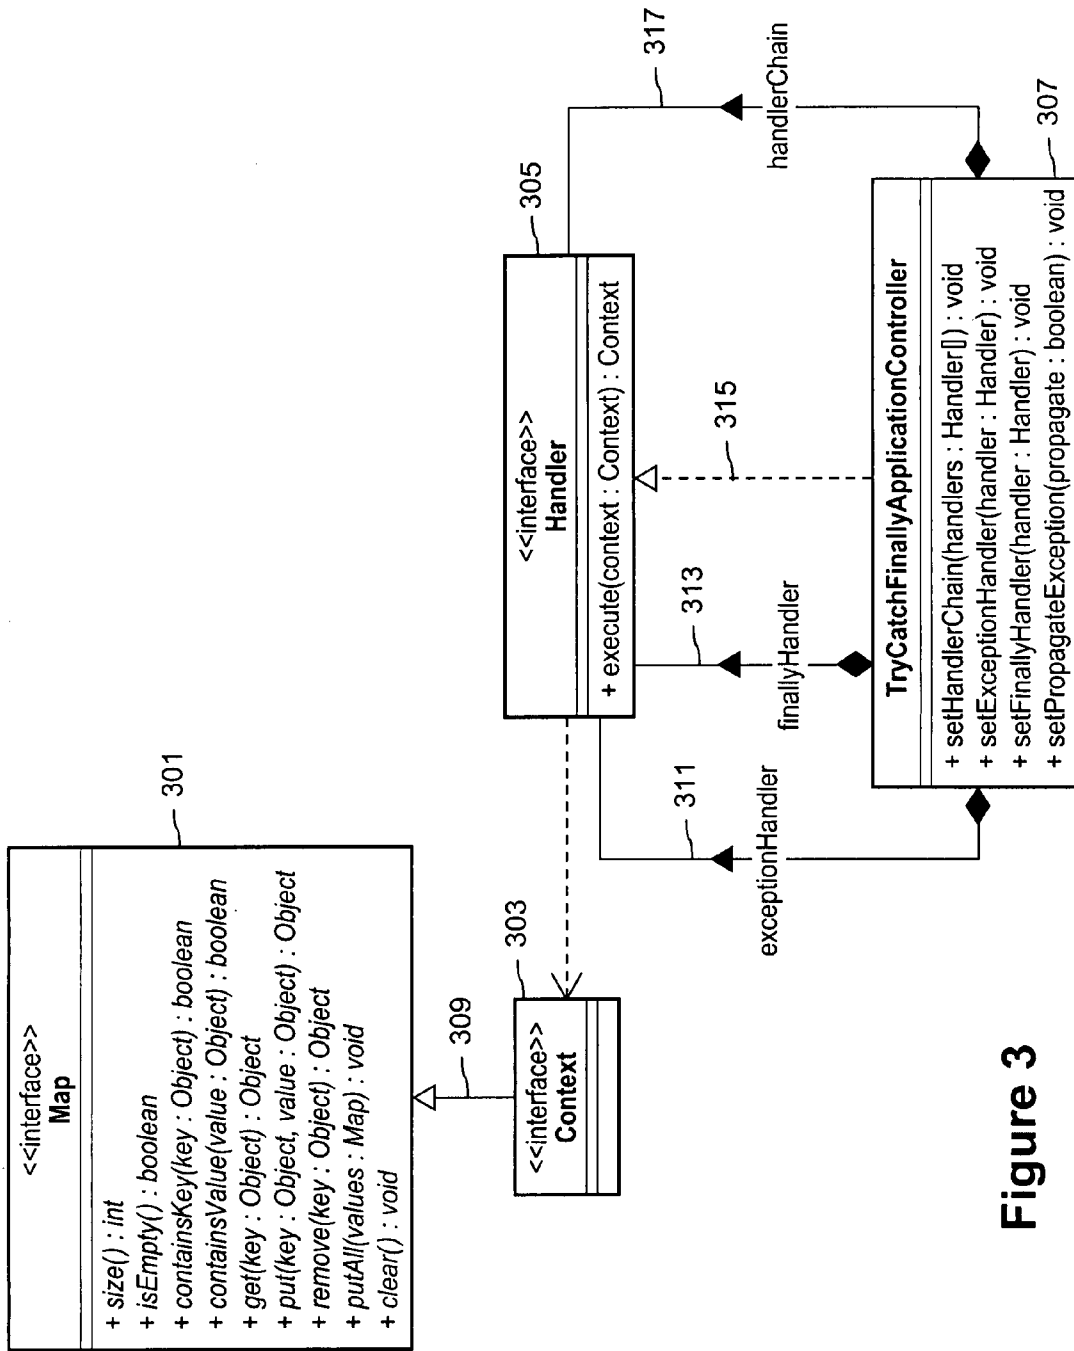 <<interface>>
Map
+ size() : int
+ isEmpty() : boolean
+ containsKey(key : Object) : boolean
+ containsValue(value : Object) : boolean
+ get(key : Object) : Object
+ put(key : Object, value : Object) : Object
+ remove(key : Object) : Object
+ putAll(values : Map) : void
+ clear() : void
301
309
<<interface>>
Context
303
<<interface>>
Handler
+ execute(context : Context) : Context
305
311
exceptionHandler
313
finallyHandler
315
317
handlerChain
TryCatchFinallyApplicationController
+ setHandlerChain(handlers : Handler[]) : void
+ setExceptionHandler(handler : Handler) : void
+ setFinallyHandler(handler : Handler) : void
+ setPropagateException(propagate : boolean) : void
307
Figure 3